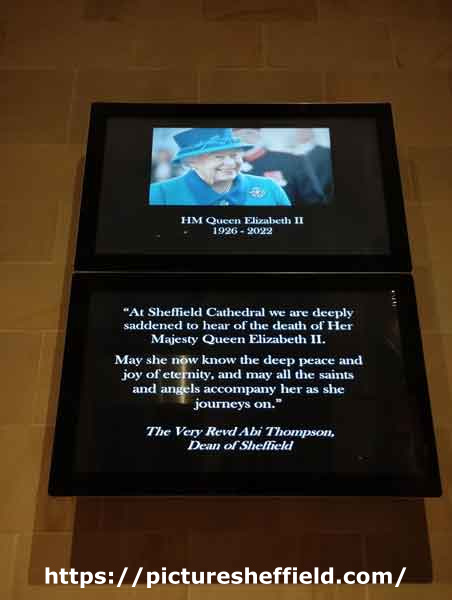 HM Queen Elizabeth II
1926 - 2022
“At Sheffield Cathedral we are deeply
saddened to hear of the death of Her
Majesty Queen Elizabeth II.
May she now know the deep peace and
joy of eternity, and may all the saints
and angels accompany her as she
journeys on.”
The Very Revd Abi Thompson,
Dean of Sheffield
https://picturesheffield.com/